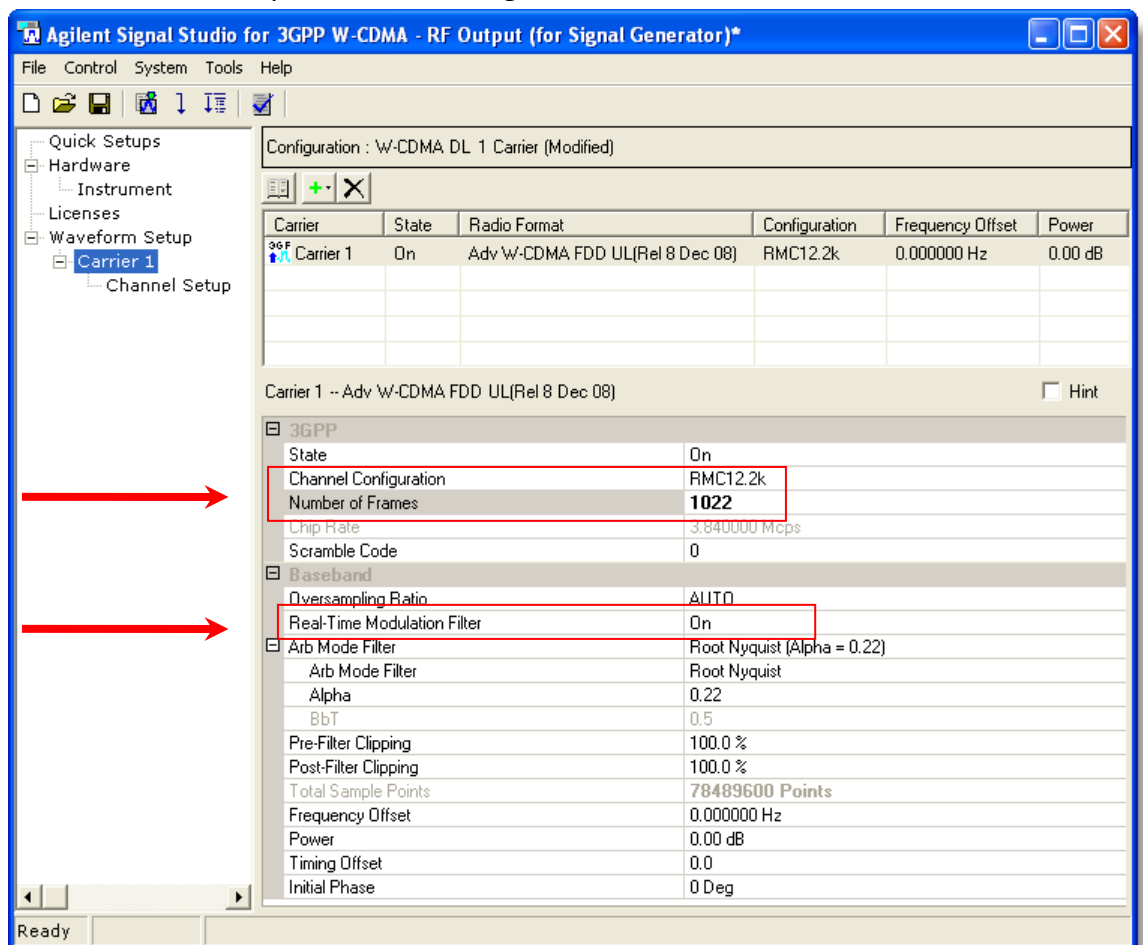 Agilent Signal Studio for 3GPP W-CDMA - RF Output (for Signal Generator)*
File Control System Tools Help
Quick Setups
Hardware
Instrument
Licenses
Waveform Setup
Carrier 1
Channel Setup
Configuration : W-CDMA DL 1 Carrier (Modified)
Carrier State Radio Format Configuration Frequency Offset Power
Carrier 1 On Adv W-CDMA FDD UL(Rel 8 Dec 08) RMC12.2k 0.000000 Hz 0.00 dB
Carrier 1 -- Adv W-CDMA FDD UL(Rel 8 Dec 08) Hint
3GPP
State On
Channel Configuration RMC12.2k
Number of Frames 1022
Chip Rate 3.840000 Mcps
Scramble Code 0
Baseband
Oversampling Ratio AUTO
Real-Time Modulation Filter On
Arb Mode Filter Root Nyquist (Alpha = 0.22)
Arb Mode Filter Root Nyquist
Alpha 0.22
BbT 0.5
Pre-Filter Clipping 100.0 %
Post-Filter Clipping 100.0 %
Total Sample Points 78489600 Points
Frequency Offset 0.000000 Hz
Power 0.00 dB
Timing Offset 0.0
Initial Phase 0 Deg
Ready